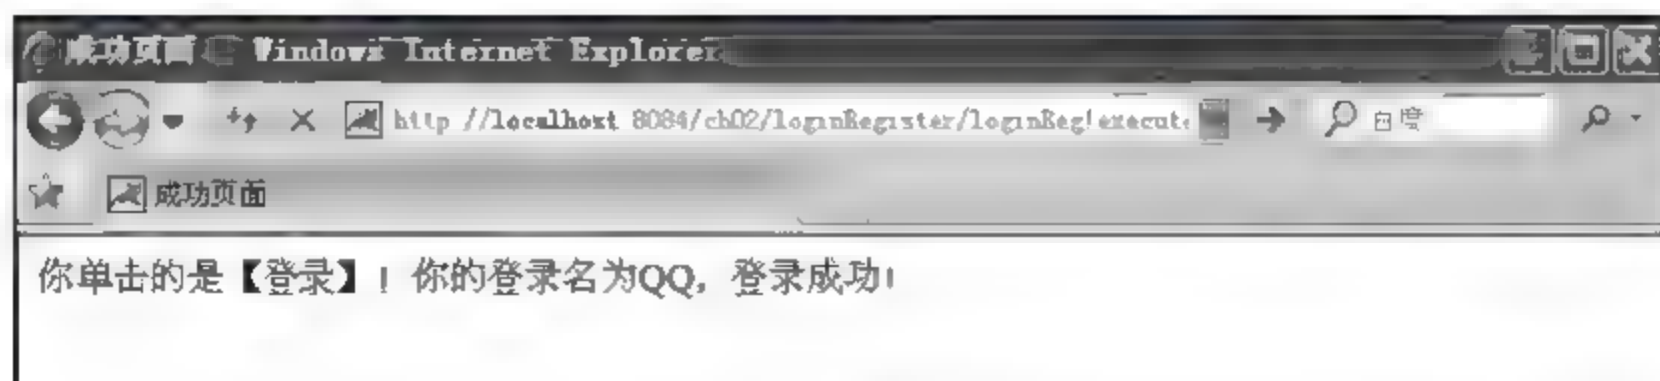 成功页面 - Windows Internet Explorer
http://localhost:8084/ch02/loginRegister/loginReg!execut 百度
成功页面
你单击的是【登录】！你的登录名为QQ，登录成功！